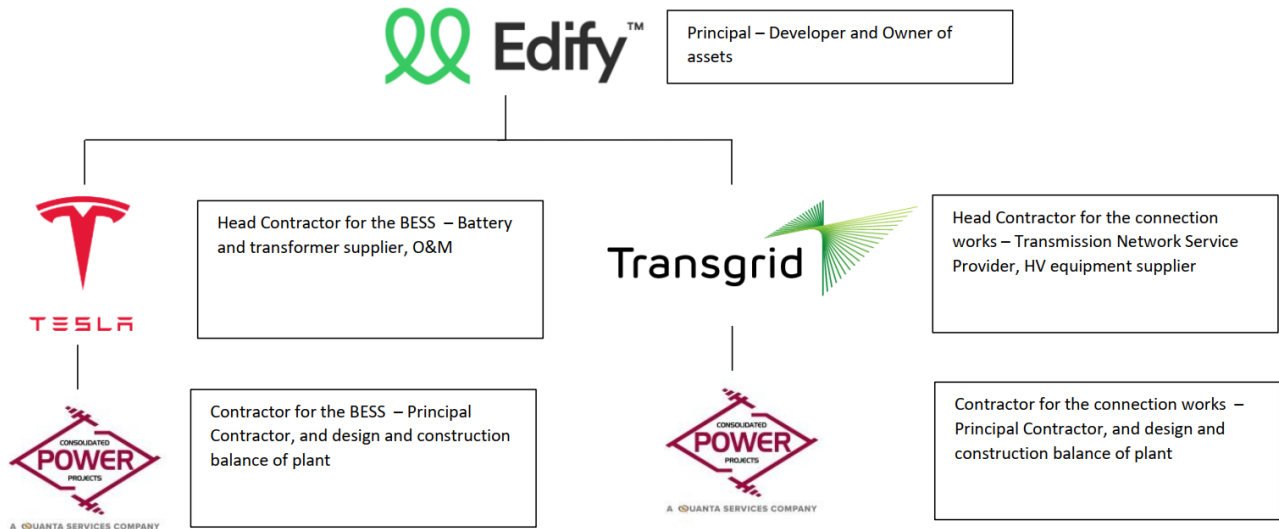 Edify™
Principal – Developer and Owner of
assets
TESLA
Head Contractor for the BESS – Battery
and transformer supplier, O&M
Transgrid
Head Contractor for the connection
works – Transmission Network Service
Provider, HV equipment supplier
CONSOLIDATED
POWER
PROJECTS
A QUANTA SERVICES COMPANY
Contractor for the BESS – Principal
Contractor, and design and construction
balance of plant
CONSOLIDATED
POWER
PROJECTS
A QUANTA SERVICES COMPANY
Contractor for the connection works –
Principal Contractor, and design and
construction balance of plant